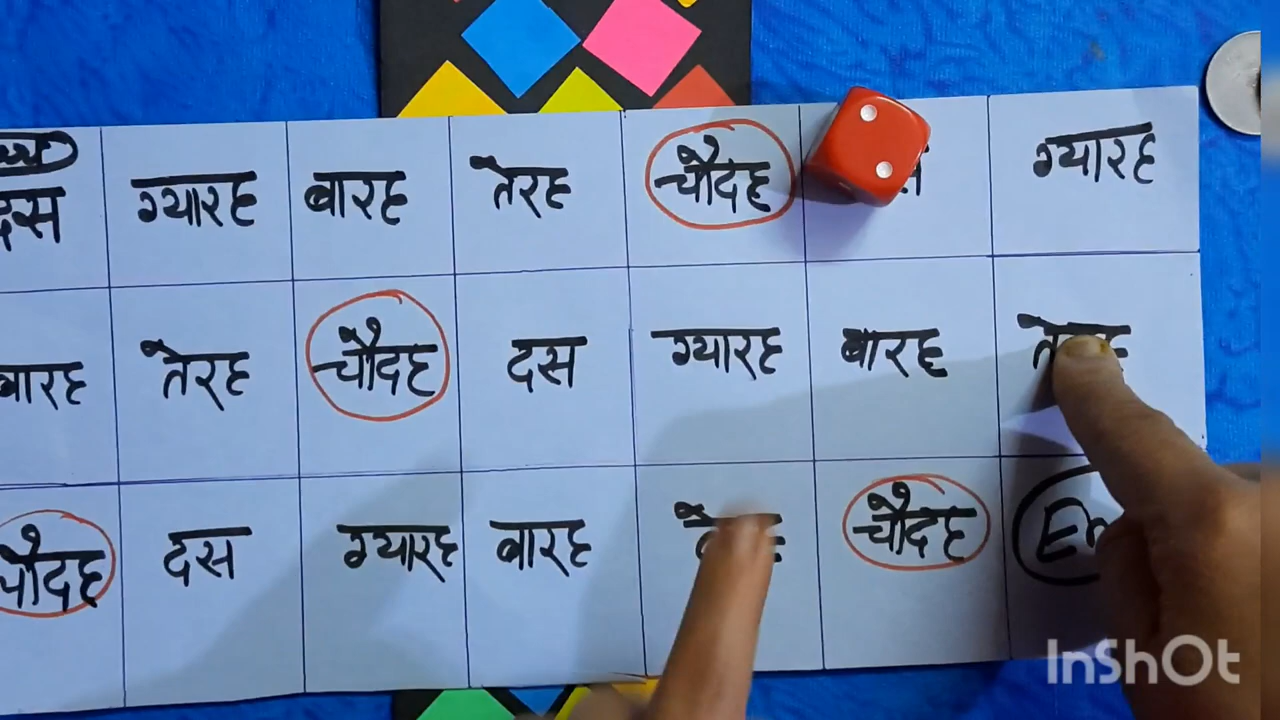 दस ग्यारह बारह तेरह चौदह ग्यारह
बारह तेरह चौदह दस ग्यारह बारह
चौदह दस ग्यारह बारह चौदह
InShOt